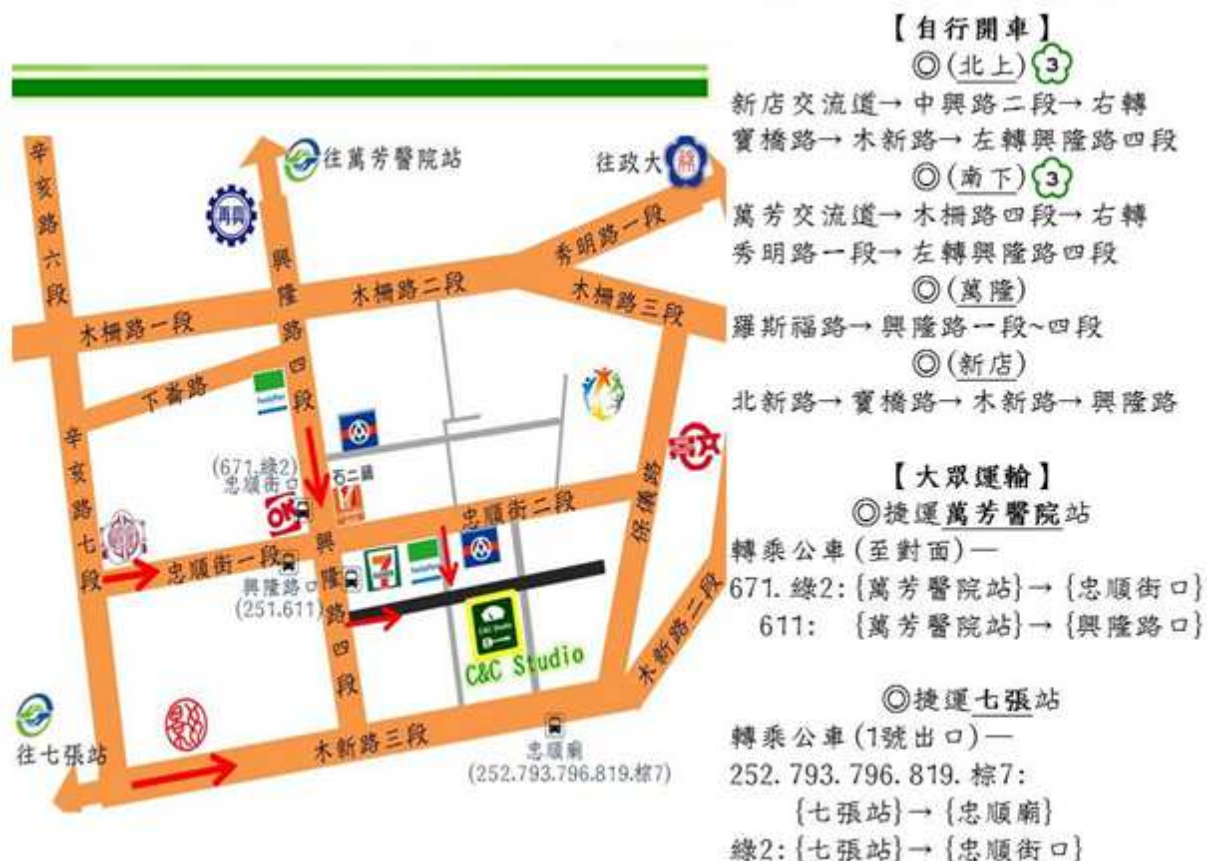 往萬芳醫院站
往政大
再興
辛亥路六段
興隆路四段
秀明路一段
木柵路二段
木柵路三段
木柵路一段
下崙路
FamilyMart
辛亥路七段
(671.綠2)
忠順街口
石二鍋
OK
忠順街二段
保儀路
忠順街一段
7
興隆路口
(251.611)
興隆路四段
C&C Studio
木新路二段
往七張站
木新路三段
忠順廟
(252.793.796.819.棕7)
【自行開車】
◎(北上)3
新店交流道→中興路二段→右轉
寶橋路→木新路→左轉興隆路四段
◎(南下)3
萬芳交流道→木柵路四段→右轉
秀明路一段→左轉興隆路四段
◎(萬隆)
羅斯福路→興隆路一段~四段
◎(新店)
北新路→寶橋路→木新路→興隆路
【大眾運輸】
◎捷運萬芳醫院站
轉乘公車(至對面)—
671.綠2:{萬芳醫院站}→{忠順街口}
611: {萬芳醫院站}→{興隆路口}
◎捷運七張站
轉乘公車(1號出口)—
252.793.796.819.棕7:
{七張站}→{忠順廟}
綠2:{七張站}→{忠順街口}